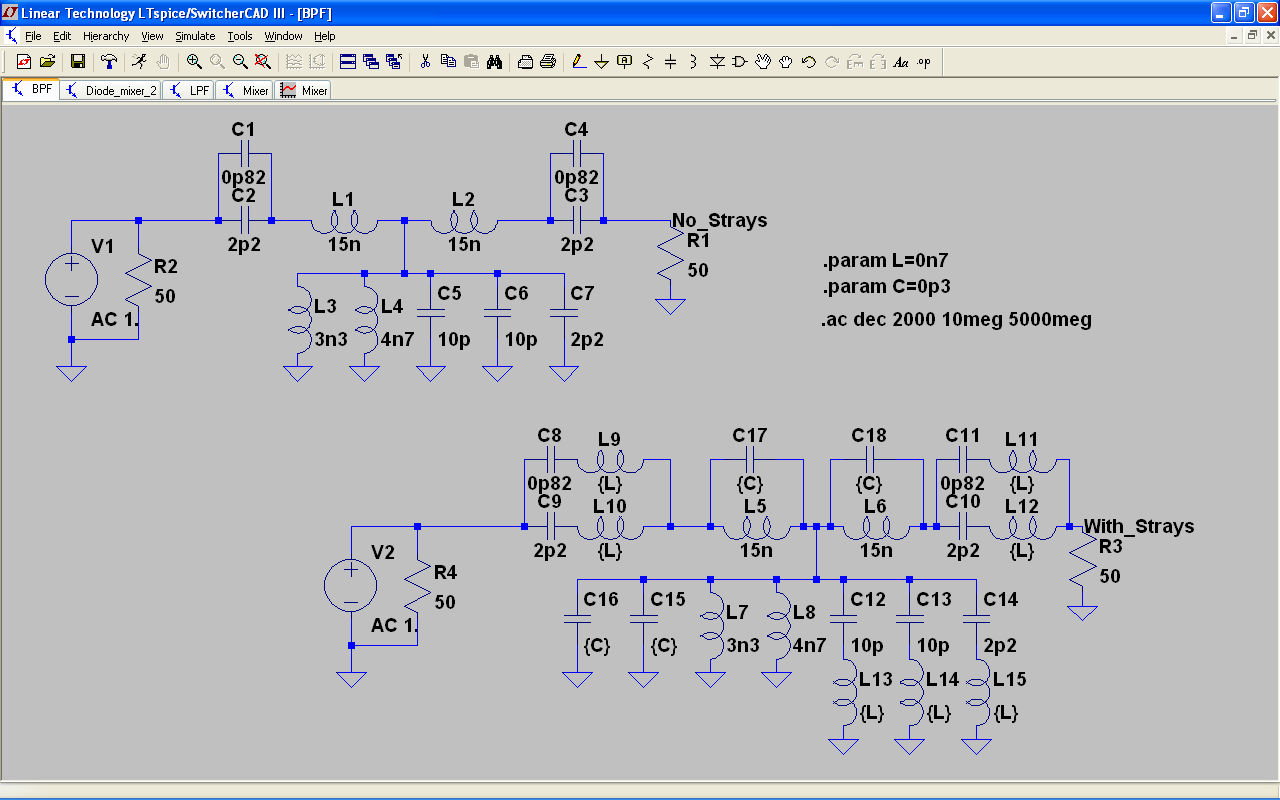 Linear Technology LTspice/SwitcherCAD III - [BPF]
File Edit Hierarchy View Simulate Tools Window Help
Aa .op
BPF Diode_mixer_2 LPF Mixer Mixer
C1 C4
0p82 0p82
C2 L1 L2 C3
No_Strays
2p2 15n 15n 2p2 R1
V1 R2 50
50
L3 L4 C5 C6 C7
AC 1. 3n3 4n7 10p 10p 2p2
.param L=0n7
.param C=0p3
.ac dec 2000 10meg 5000meg
C8 L9 C17 C18 C11 L11
0p82 {L} {C} {C} 0p82 {L}
C9 L10 L5 L6 C10 L12
With_Strays
2p2 {L} 15n 15n 2p2 {L} R3
V2 R4 50
50
C16 C15 L7 L8 C12 C13 C14
AC 1. {C} {C} 3n3 4n7 10p 10p 2p2
L13 L14 L15
{L} {L} {L}